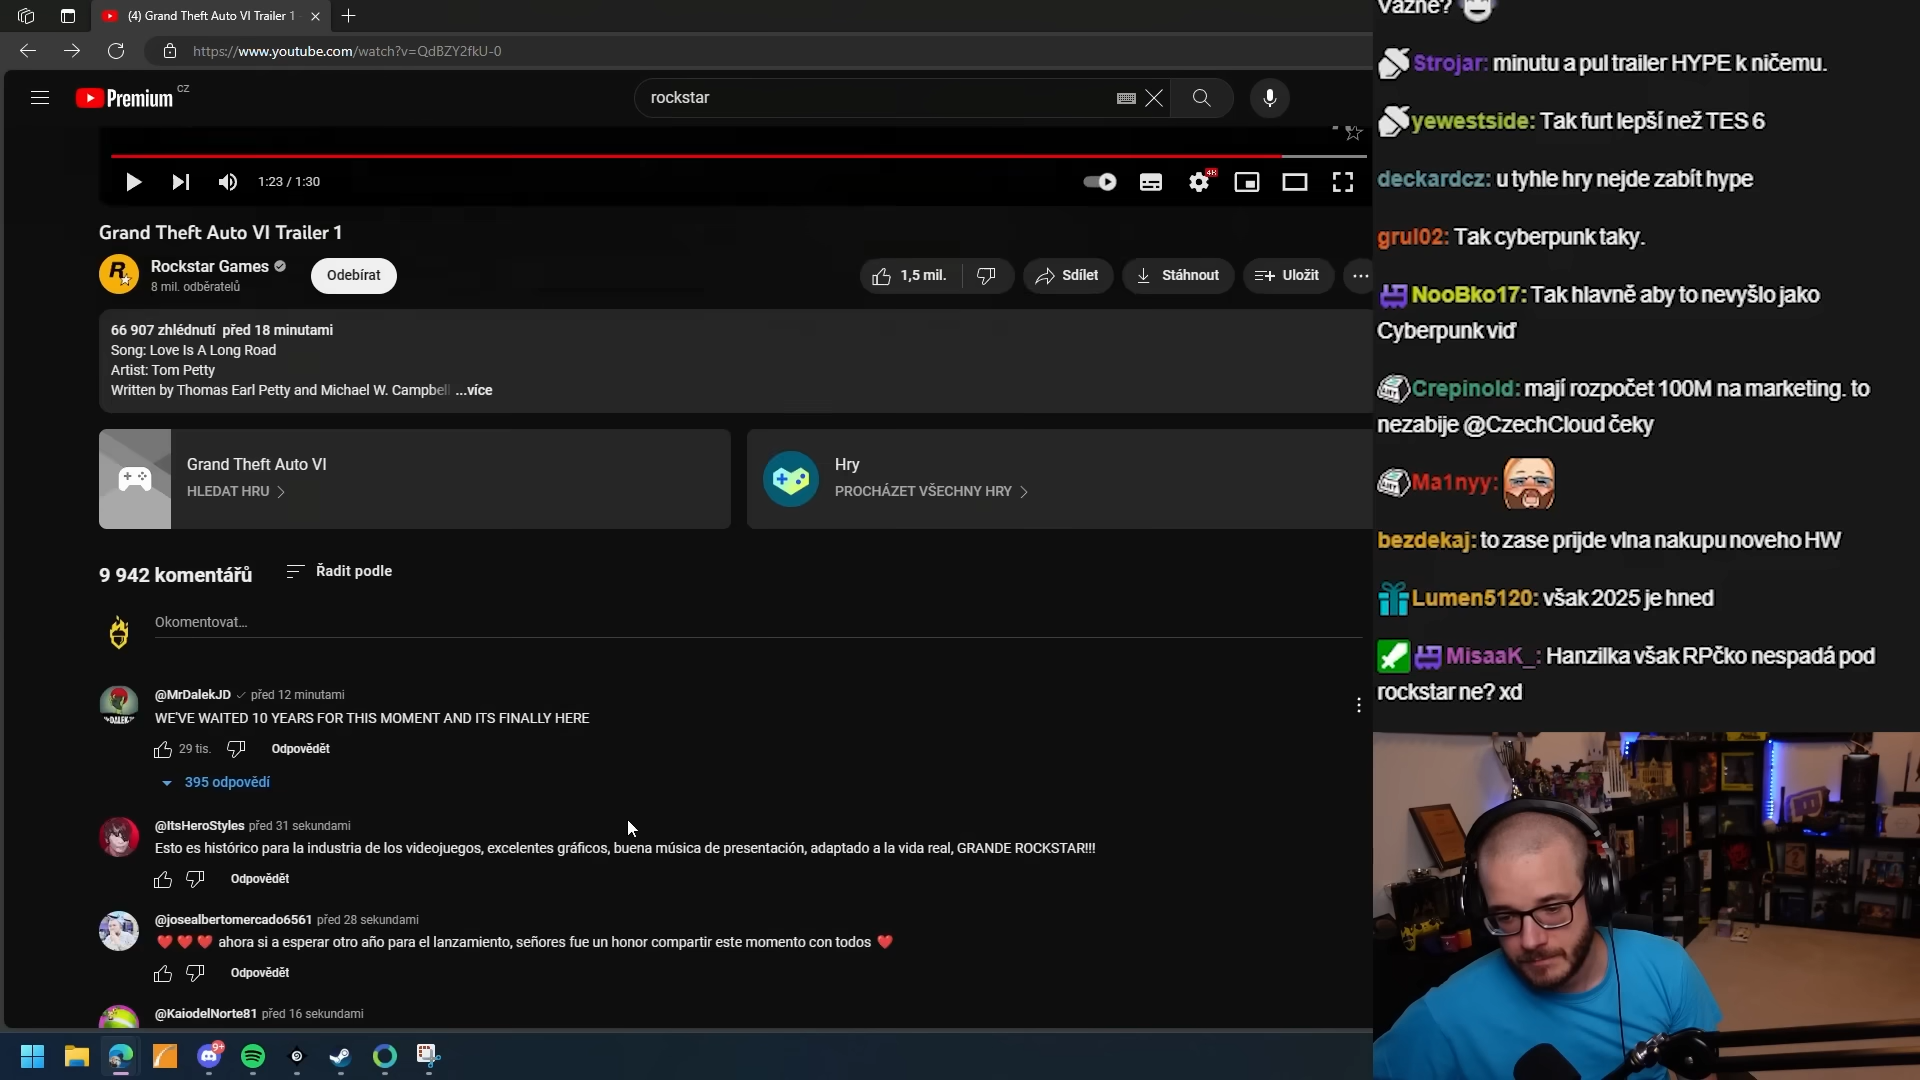 (4) Grand Theft Auto VI Trailer 1
https://www.youtube.com/watch?v=QdBZY2fkU-0
Premium CZ
rockstar
1:23 / 1:30
4K
Grand Theft Auto VI Trailer 1
Rockstar Games
8 mil. odběratelů
Odebírat
1,5 mil.
Sdílet
Stáhnout
Uložit
66 907 zhlédnutí před 18 minutami
Song: Love Is A Long Road
Artist: Tom Petty
Written by Thomas Earl Petty and Michael W. Campbell ...více
Grand Theft Auto VI
HLEDAT HRU
Hry
PROCHÁZET VŠECHNY HRY
9 942 komentářů
Řadit podle
Okomentovat...
@MrDalekJD před 12 minutami
WE'VE WAITED 10 YEARS FOR THIS MOMENT AND ITS FINALLY HERE
29 tis.
Odpovědět
395 odpovědí
@ItsHeroStyles před 31 sekundami
Esto es histórico para la industria de los videojuegos, excelentes gráficos, buena música de presentación, adaptado a la vida real, GRANDE ROCKSTAR!!!
Odpovědět
@josealbertomercado6561 před 28 sekundami
❤️❤️❤️ ahora si a esperar otro año para el lanzamiento, señores fue un honor compartir este momento con todos ❤️
Odpovědět
@KaiodelNorte81 před 16 sekundami
9+
Vážně?
Strojar: minutu a pul trailer HYPE k ničemu.
yewestside: Tak furt lepší než TES 6
deckardcz: u tyhle hry nejde zabít hype
grul02: Tak cyberpunk taky.
NooBko17: Tak hlavně aby to nevyšlo jako
Cyberpunk viď
Crepinold: mají rozpočet 100M na marketing. to
nezabije @CzechCloud čeky
Ma1nyy:
bezdekaj: to zase prijde vlna nakupu noveho HW
Lumen5120: však 2025 je hned
MisaaK_: Hanzilka však RPčko nespadá pod
rockstar ne? xd